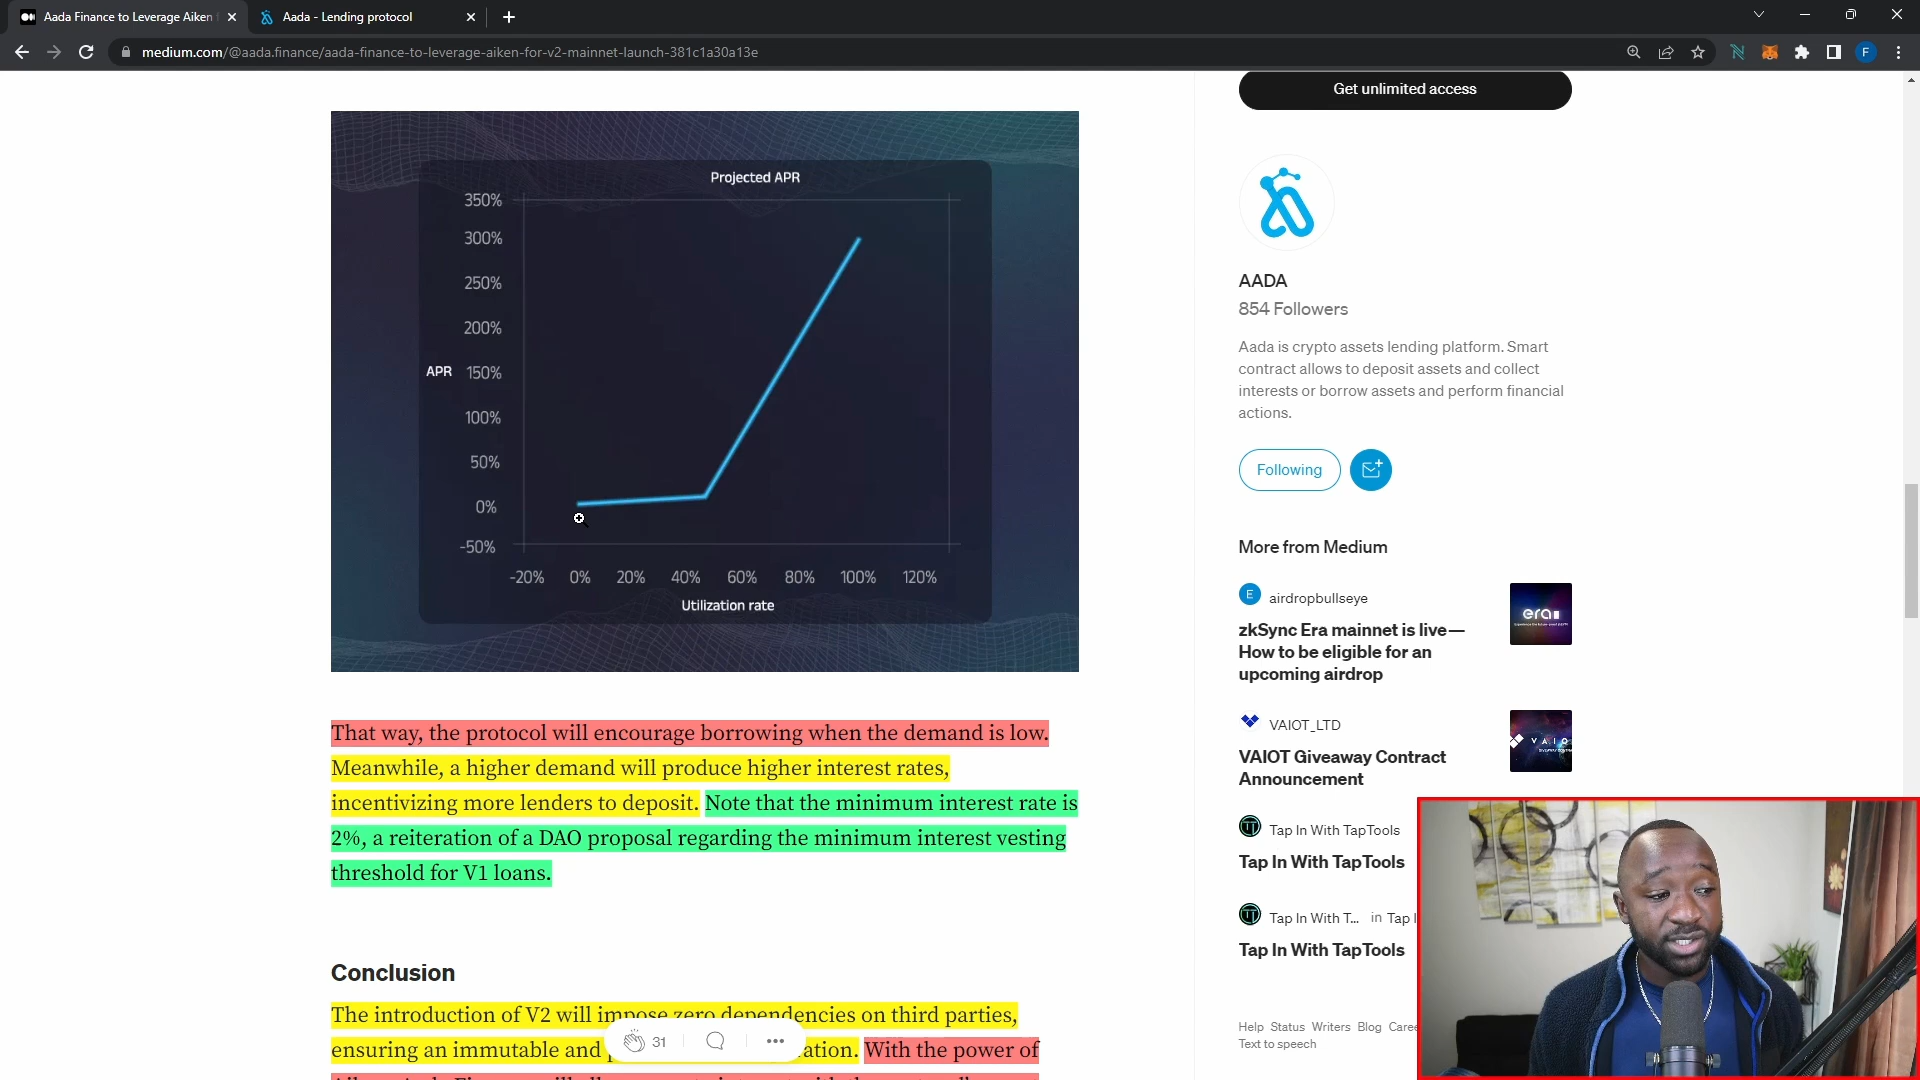 Aada Finance to Leverage Aiken
Aada - Lending protocol
medium.com/@aada.finance/aada-finance-to-leverage-aiken-for-v2-mainnet-launch-381c1a30a13e
F
Projected APR
350%
300%
250%
200%
APR 150%
100%
50%
0%
-50%
-20% 0% 20% 40% 60% 80% 100% 120%
Utilization rate
That way, the protocol will encourage borrowing when the demand is low.
Meanwhile, a higher demand will produce higher interest rates,
incentivizing more lenders to deposit. Note that the minimum interest rate is
2%, a reiteration of a DAO proposal regarding the minimum interest vesting
threshold for V1 loans.
Conclusion
The introduction of V2 will impose zero dependencies on third parties,
ensuring an immutable and ation. With the power of
31
Get unlimited access
AADA
854 Followers
Aada is crypto assets lending platform. Smart
contract allows to deposit assets and collect
interests or borrow assets and perform financial
actions.
Following
More from Medium
E airdropbullseye
zkSync Era mainnet is live—
How to be eligible for an
upcoming airdrop
era
VAIOT_LTD
VAIOT Giveaway Contract
Announcement
VAIO
TT Tap In With TapTools
Tap In With TapTools
TT Tap In With T... in Tap I
Tap In With TapTools
Help Status Writers Blog Caree
Text to speech